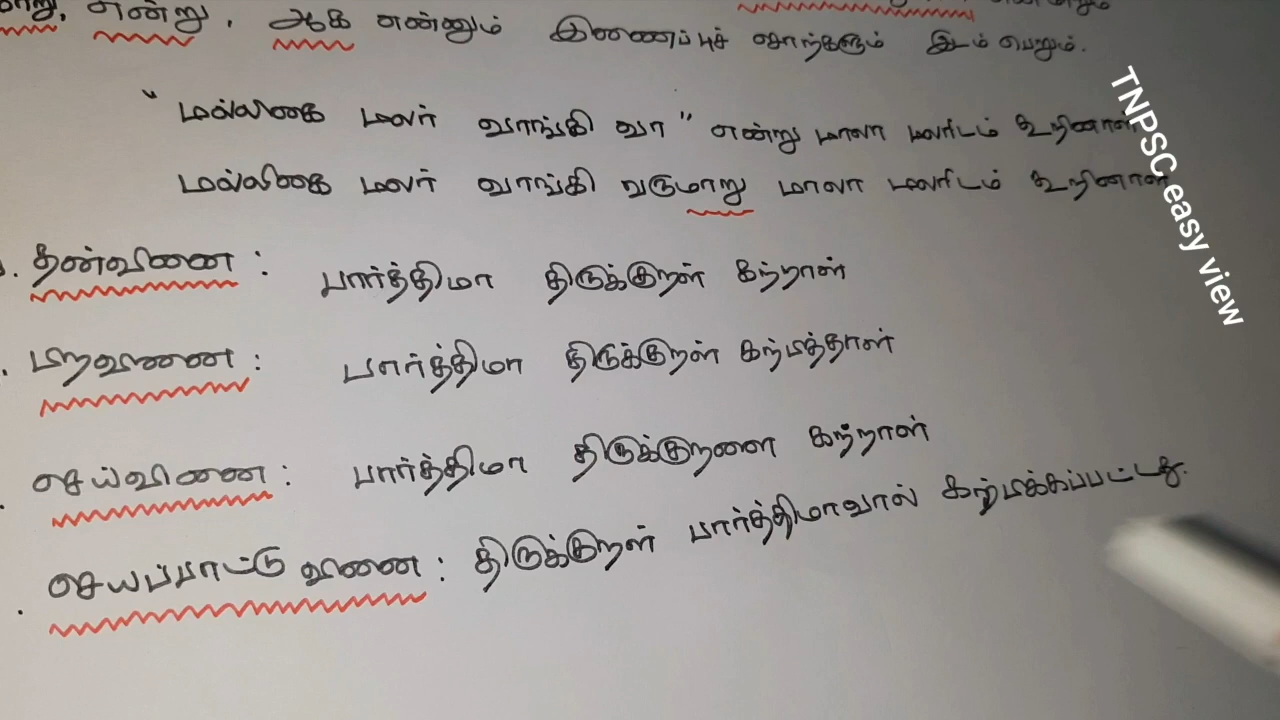 என்று, ஆக என்னும் இணைப்புச் சொற்களும் இடம் பெறும்.
"மல்லிகை மலர் வாங்கி வா" என்று மாலா மலரிடம் கூறினாள்
மல்லிகை மலர் வாங்கி வருமாறு மாலா மலரிடம் கூறினாள்
தன்வினை : பார்த்திமா திருக்குறள் கற்றாள்
பிறவினை : பார்த்திமா திருக்குறள் கற்பித்தாள்
செய்வினை : பார்த்திமா திருக்குறளை கற்றாள்
செயப்பாட்டு வினை : திருக்குறள் பார்த்திமாவால் கற்பிக்கப்பட்டது.
TNPSC easy view